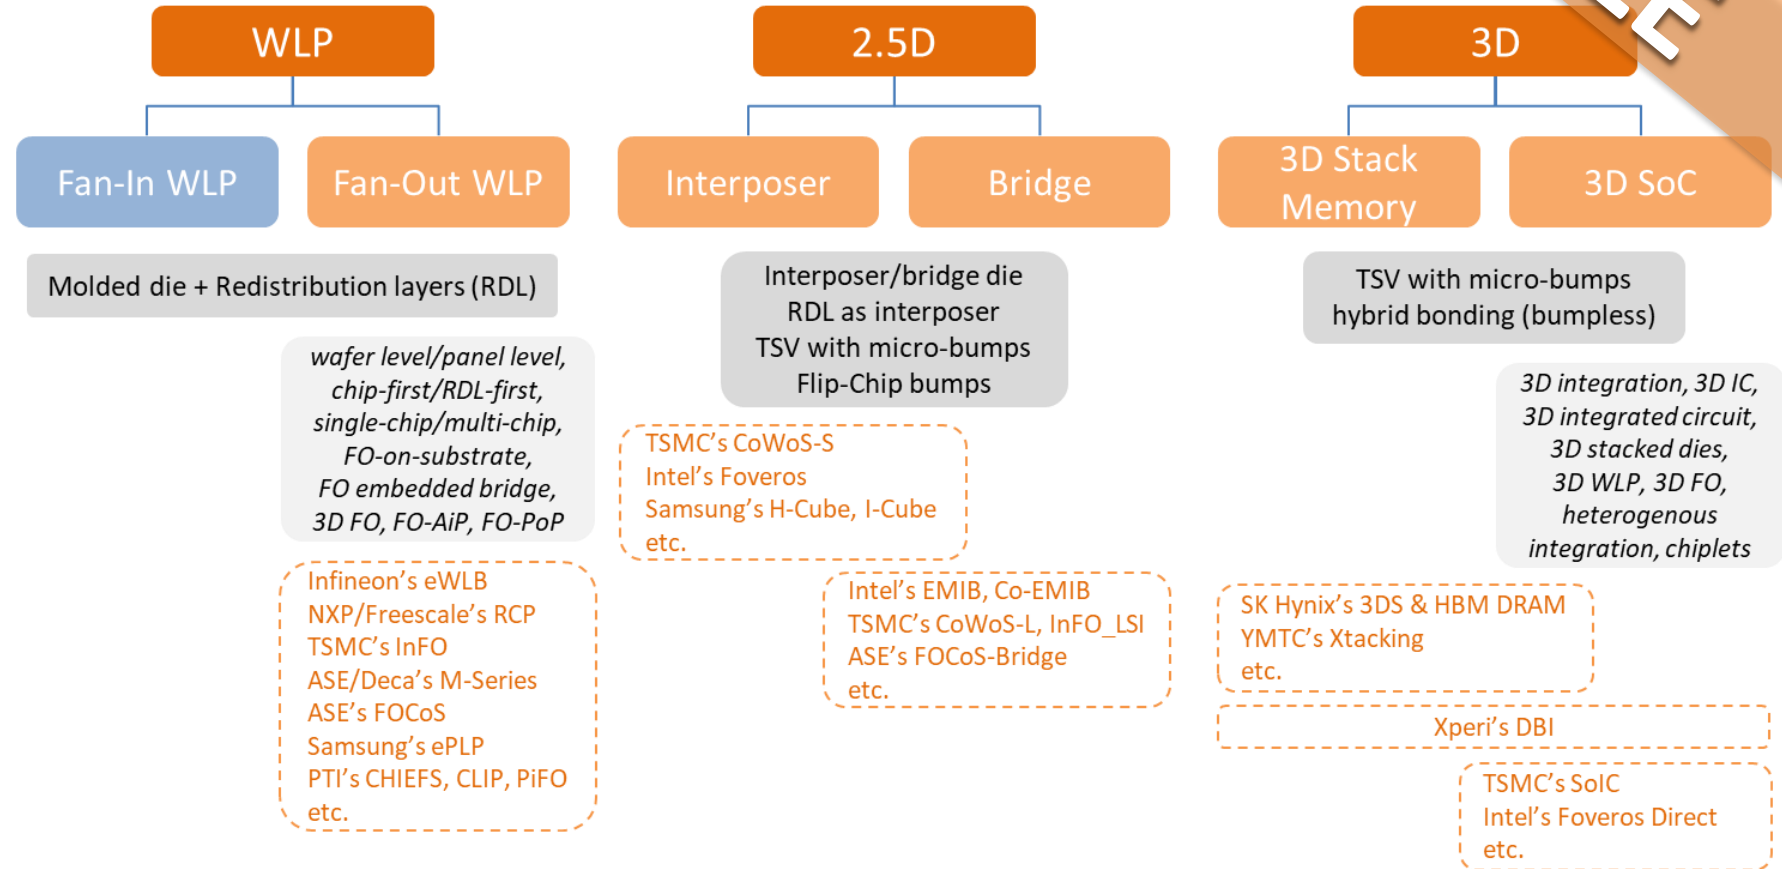 WLP
Fan-In WLP
Fan-Out WLP
Molded die + Redistribution layers (RDL)
wafer level/panel level,
chip-first/RDL-first,
single-chip/multi-chip,
FO-on-substrate,
FO embedded bridge,
3D FO, FO-AiP, FO-PoP
Infineon's eWLB
NXP/Freescale's RCP
TSMC's InFO
ASE/Deca's M-Series
ASE's FOCoS
Samsung's ePLP
PTI's CHIEFS, CLIP, PiFO
etc.
2.5D
Interposer
Bridge
Interposer/bridge die
RDL as interposer
TSV with micro-bumps
Flip-Chip bumps
TSMC's CoWoS-S
Intel's Foveros
Samsung's H-Cube, I-Cube
etc.
Intel's EMIB, Co-EMIB
TSMC's CoWoS-L, InFO_LSI
ASE's FOCoS-Bridge
etc.
3D
3D Stack
Memory
3D SoC
TSV with micro-bumps
hybrid bonding (bumpless)
3D integration, 3D IC,
3D integrated circuit,
3D stacked dies,
3D WLP, 3D FO,
heterogenous
integration, chiplets
SK Hynix's 3DS & HBM DRAM
YMTC's Xtacking
etc.
Xperi's DBI
TSMC's SoIC
Intel's Foveros Direct
etc.